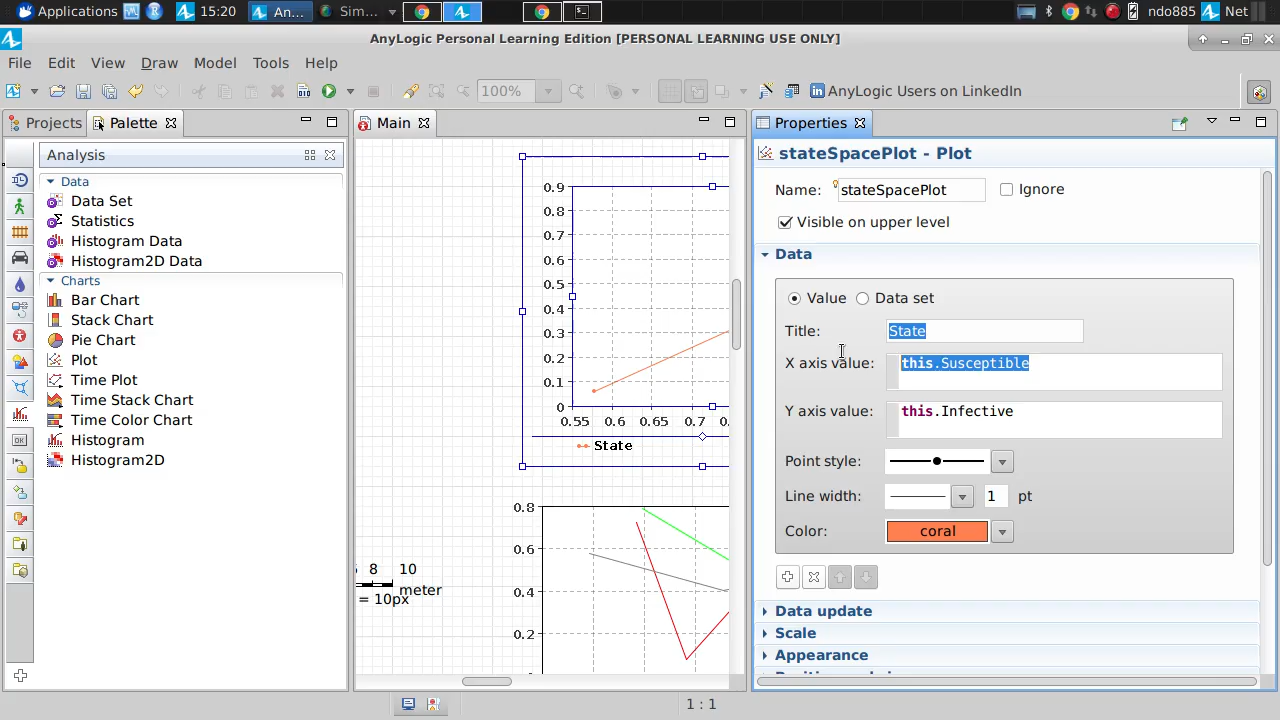 Applications 15:20 An... Sim... ndo885 Net
AnyLogic Personal Learning Edition [PERSONAL LEARNING USE ONLY]
File Edit View Draw Model Tools Help
100% AnyLogic Users on LinkedIn
Projects Palette Main Properties
Analysis
Data
Data Set
Statistics
Histogram Data
Histogram2D Data
Charts
Bar Chart
Stack Chart
Pie Chart
Plot
Time Plot
Time Stack Chart
Time Color Chart
Histogram
Histogram2D
0.9
0.8
0.7
0.6
0.5
0.4
0.3
0.2
0.1
0
0.55 0.6 0.65 0.7
State
0.8
0.6
0.4
0.2
8 10
meter
= 10px
stateSpacePlot - Plot
Name: stateSpacePlot Ignore
Visible on upper level
Data
Value Data set
Title: State
X axis value: this.Susceptible
Y axis value: this.Infective
Point style:
Line width: 1 pt
Color: coral
Data update
Scale
Appearance
1 : 1